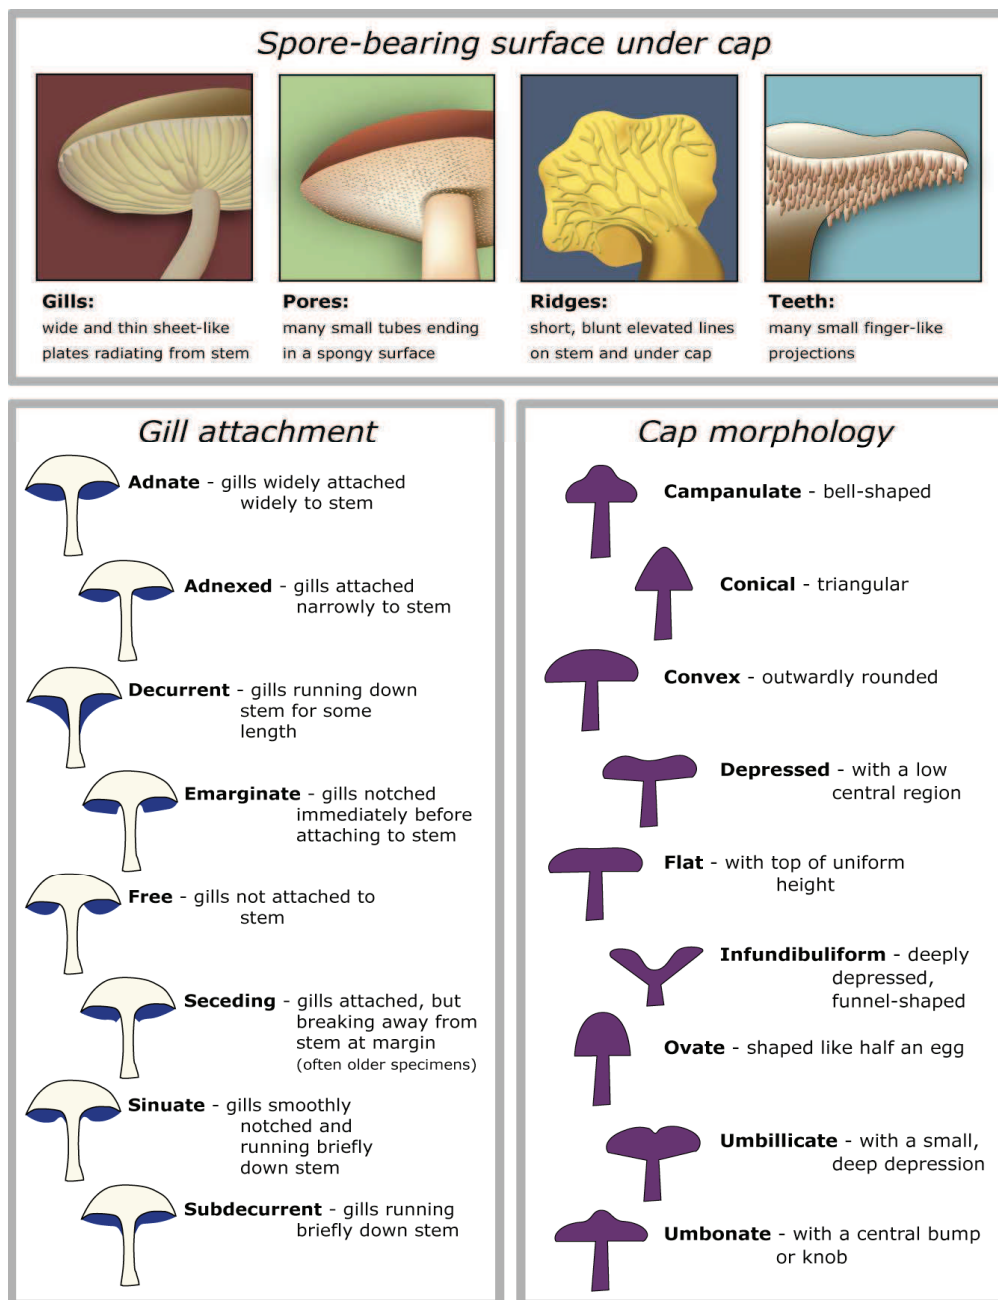 Spore-bearing surface under cap
Gills:
wide and thin sheet-like
plates radiating from stem
Pores:
many small tubes ending
in a spongy surface
Ridges:
short, blunt elevated lines
on stem and under cap
Teeth:
many small finger-like
projections
Gill attachment
Adnate - gills widely attached
widely to stem
Adnexed - gills attached
narrowly to stem
Decurrent - gills running down
stem for some
length
Emarginate - gills notched
immediately before
attaching to stem
Free - gills not attached to
stem
Seceding - gills attached, but
breaking away from
stem at margin
(often older specimens)
Sinuate - gills smoothly
notched and
running briefly
down stem
Subdecurrent - gills running
briefly down stem
Cap morphology
Campanulate - bell-shaped
Conical - triangular
Convex - outwardly rounded
Depressed - with a low
central region
Flat - with top of uniform
height
Infundibuliform - deeply
depressed,
funnel-shaped
Ovate - shaped like half an egg
Umbillicate - with a small,
deep depression
Umbonate - with a central bump
or knob